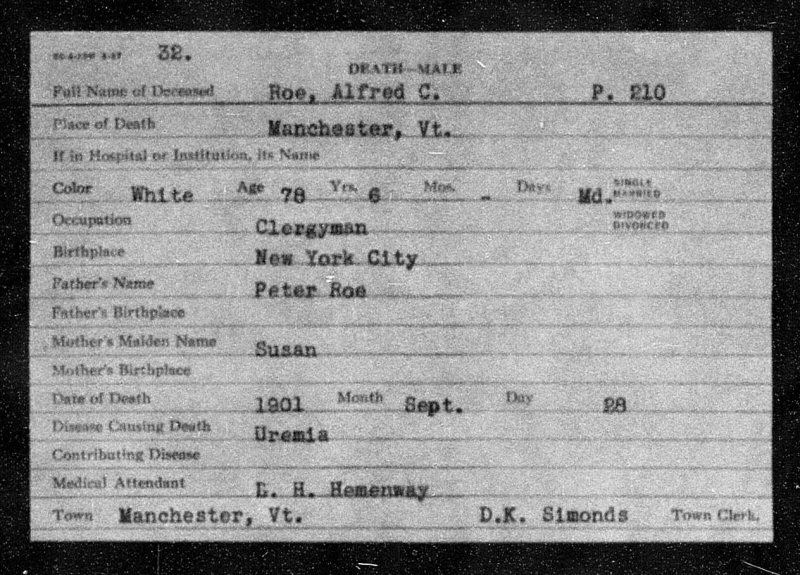 32.
DEATH—MALE
Full Name of Deceased Roe, Alfred C. P. 210
Place of Death Manchester, Vt.
If in Hospital or Institution, its Name
Color White Age 78 Yrs. 6 Mos. - Days Md. SINGLE MARRIED
Occupation Clergyman WIDOWED DIVORCED
Birthplace New York City
Father's Name Peter Roe
Father's Birthplace
Mother's Maiden Name Susan
Mother's Birthplace
Date of Death 1901 Month Sept. Day 28
Disease Causing Death Uremia
Contributing Disease
Medical Attendant H. Hemenway
Town Manchester, Vt. D.K. Simonds Town Clerk.